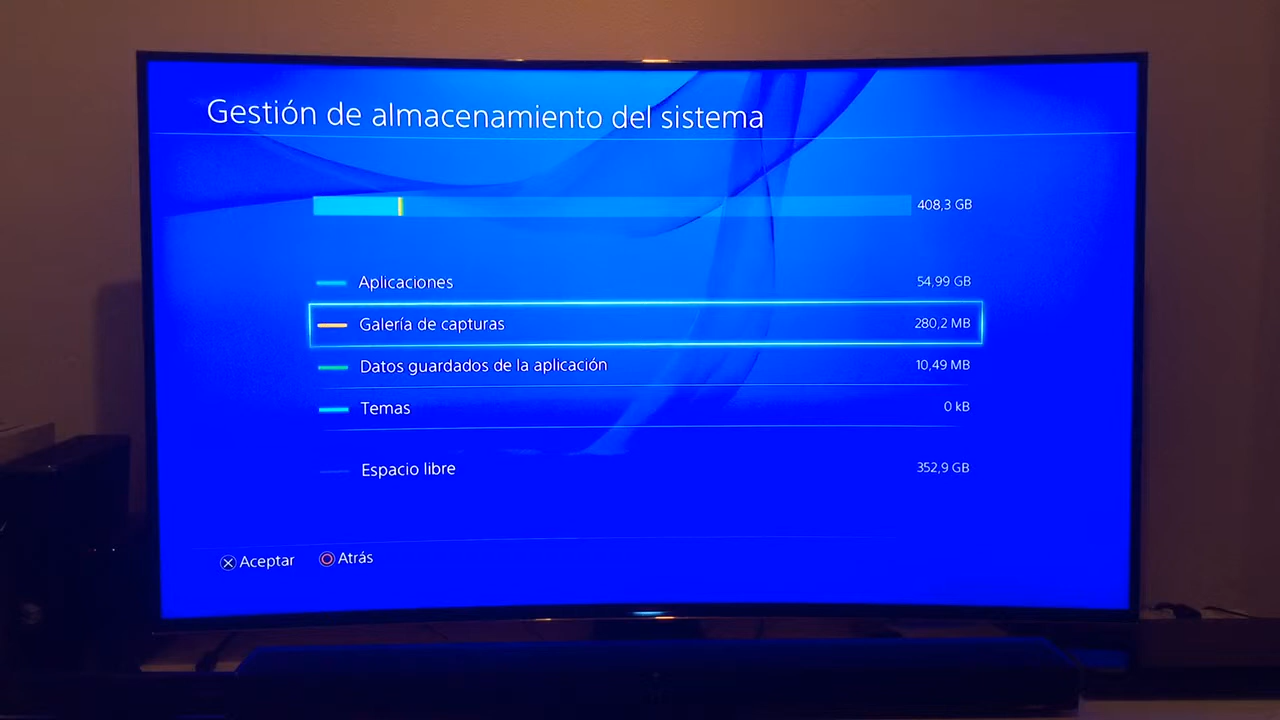 Gestión de almacenamiento del sistema
408,3 GB
Aplicaciones 54,99 GB
Galería de capturas 280,2 MB
Datos guardados de la aplicación 10,49 MB
Temas 0 kB
Espacio libre 352,9 GB
Aceptar Atrás